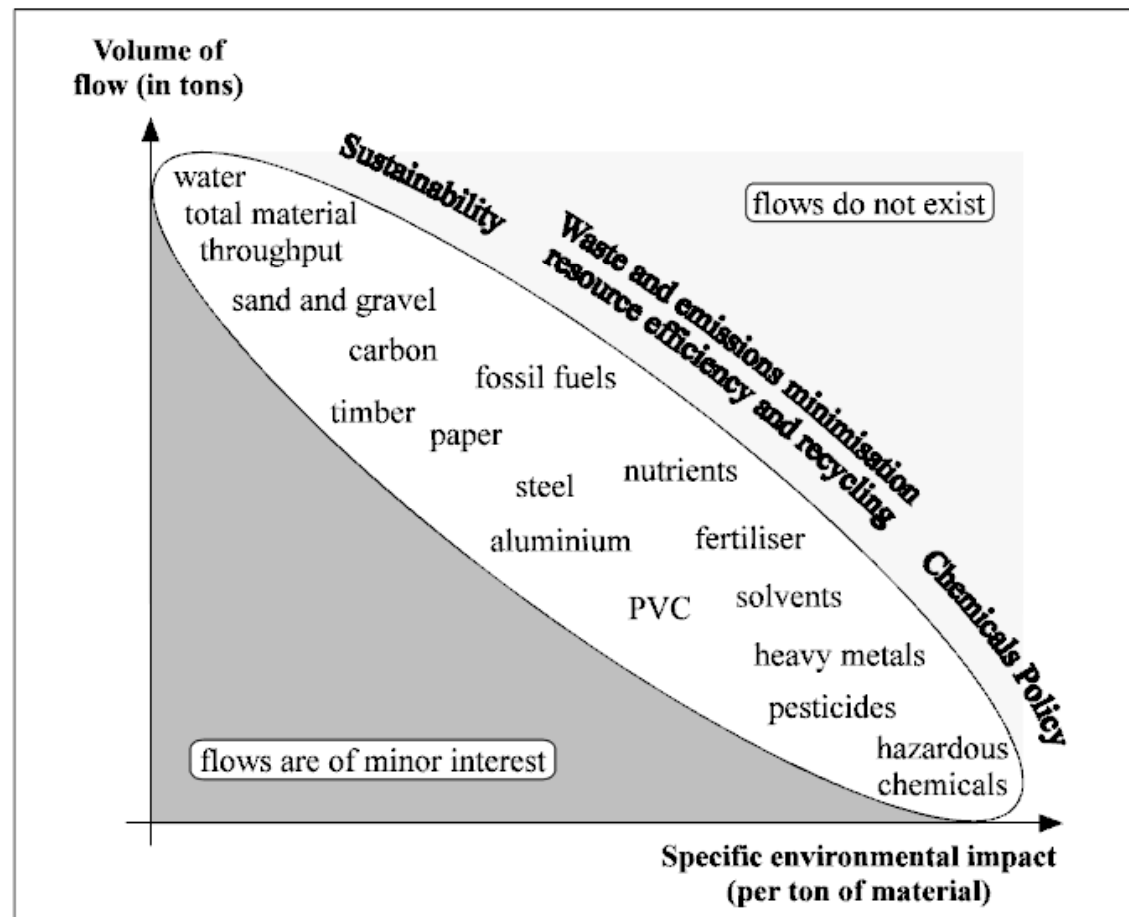 Volume of
flow (in tons)
Sustainability
flows do not exist
Waste and emissions minimisation
resource efficiency and recycling
Chemicals Policy
water
total material
throughput
sand and gravel
carbon
fossil fuels
timber
paper
steel
nutrients
aluminium
fertiliser
PVC
solvents
heavy metals
pesticides
hazardous
chemicals
flows are of minor interest
Specific environmental impact
(per ton of material)